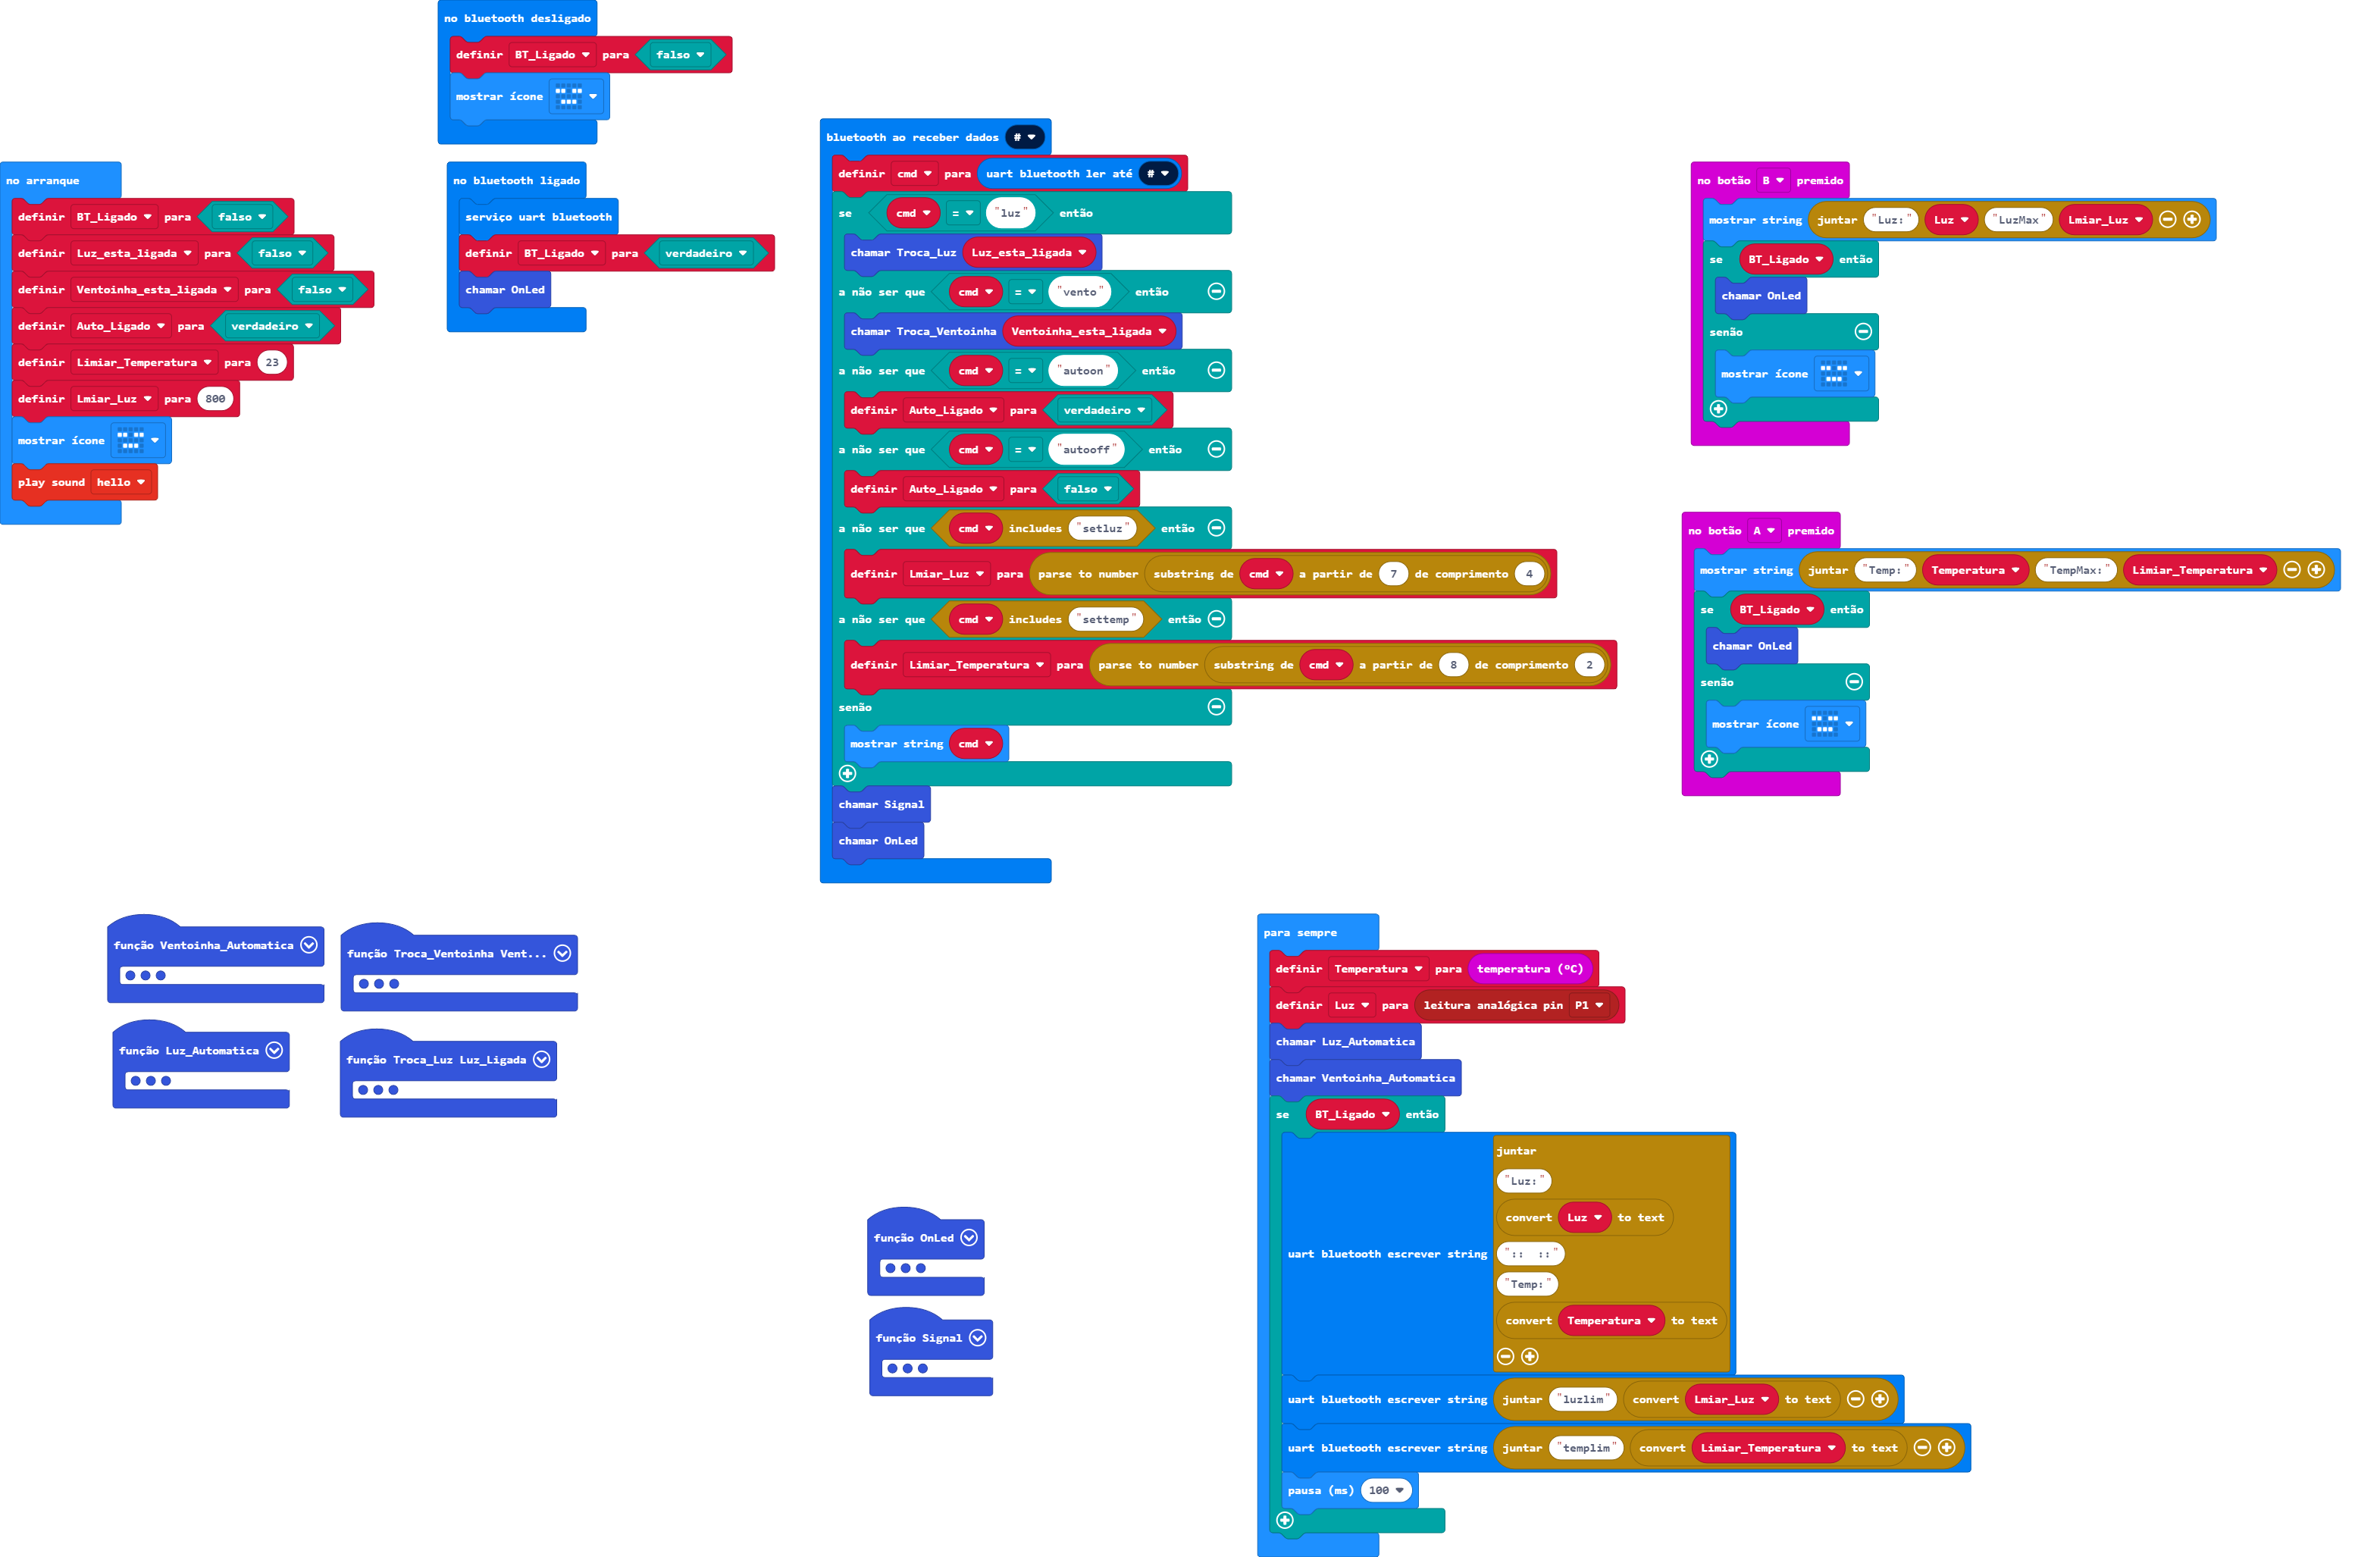 no bluetooth desligado
definir BT_Ligado para falso
mostrar ícone
no arranque
definir BT_Ligado para falso
definir Luz_esta_ligada para falso
definir Ventoinha_esta_ligada para falso
definir Auto_Ligado para verdadeiro
definir Limiar_Temperatura para 23
definir Lmiar_Luz para 800
mostrar ícone
play sound hello
no bluetooth ligado
serviço uart bluetooth
definir BT_Ligado para verdadeiro
chamar OnLed
bluetooth ao receber dados #
definir cmd para uart bluetooth ler até #
se cmd = "luz" então
chamar Troca_Luz Luz_esta_ligada
a não ser que cmd = "vento" então
chamar Troca_Ventoinha Ventoinha_esta_ligada
a não ser que cmd = "autoon" então
definir Auto_Ligado para verdadeiro
a não ser que cmd = "autooff" então
definir Auto_Ligado para falso
a não ser que cmd includes "setluz" então
definir Lmiar_Luz para parse to number substring de cmd a partir de 7 de comprimento 4
a não ser que cmd includes "settemp" então
definir Limiar_Temperatura para parse to number substring de cmd a partir de 8 de comprimento 2
senão
mostrar string cmd
chamar Signal
chamar OnLed
no botão B premido
mostrar string juntar "Luz:" Luz "LuzMax" Lmiar_Luz
se BT_Ligado então
chamar OnLed
senão
mostrar ícone
no botão A premido
mostrar string juntar "Temp:" Temperatura "TempMax:" Limiar_Temperatura
se BT_Ligado então
chamar OnLed
senão
mostrar ícone
função Ventoinha_Automatica
função Troca_Ventoinha Vent...
função Luz_Automatica
função Troca_Luz Luz_Ligada
função OnLed
função Signal
para sempre
definir Temperatura para temperatura (ºC)
definir Luz para leitura analógica pin P1
chamar Luz_Automatica
chamar Ventoinha_Automatica
se BT_Ligado então
uart bluetooth escrever string
juntar
"Luz:"
convert Luz to text
":: ::"
"Temp:"
convert Temperatura to text
uart bluetooth escrever string juntar "luzlim" convert Lmiar_Luz to text
uart bluetooth escrever string juntar "templim" convert Limiar_Temperatura to text
pausa (ms) 100